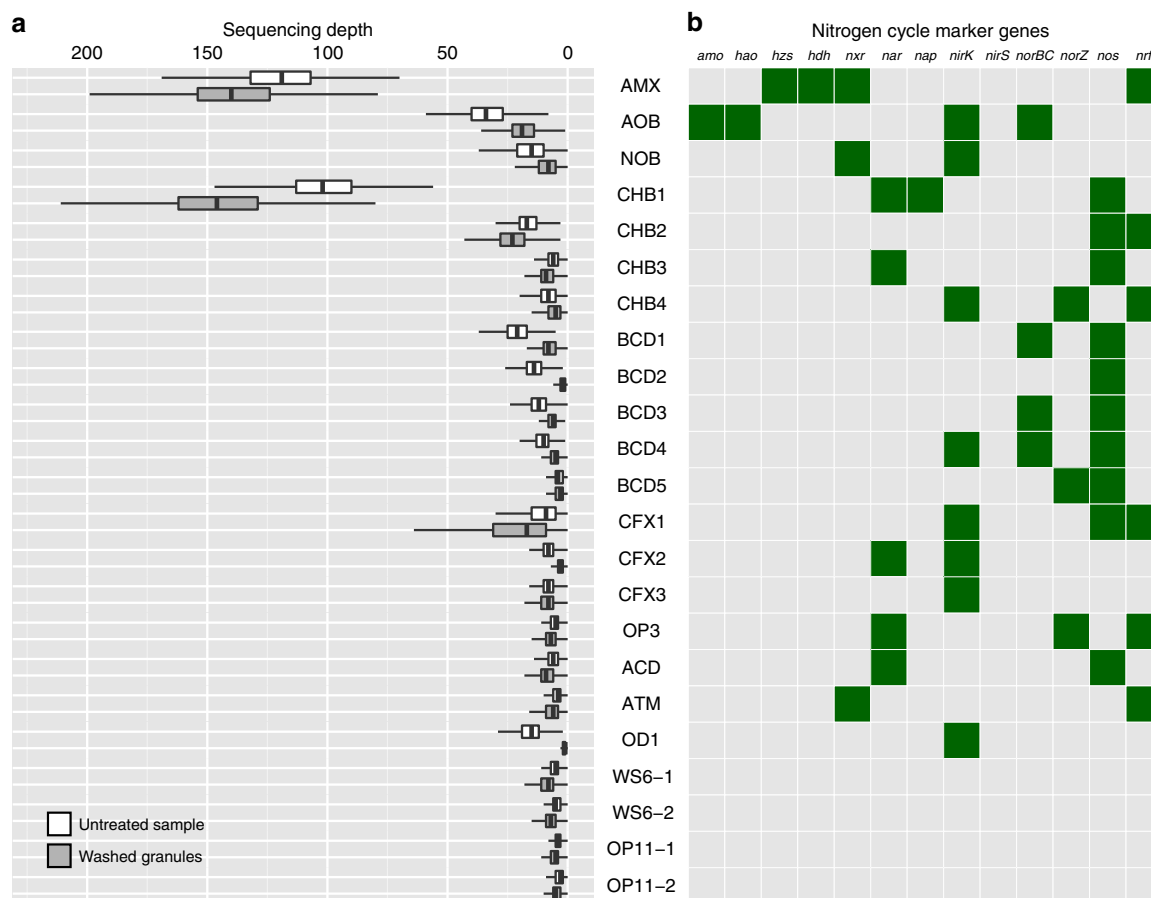 a
Sequencing depth
200 150 100 50 0
Untreated sample
Washed granules
b
Nitrogen cycle marker genes
amo hao hzs hdh nxr nar nap nirK nirS norBC norZ nos nrf
AMX
AOB
NOB
CHB1
CHB2
CHB3
CHB4
BCD1
BCD2
BCD3
BCD4
BCD5
CFX1
CFX2
CFX3
OP3
ACD
ATM
OD1
WS6−1
WS6−2
OP11−1
OP11−2